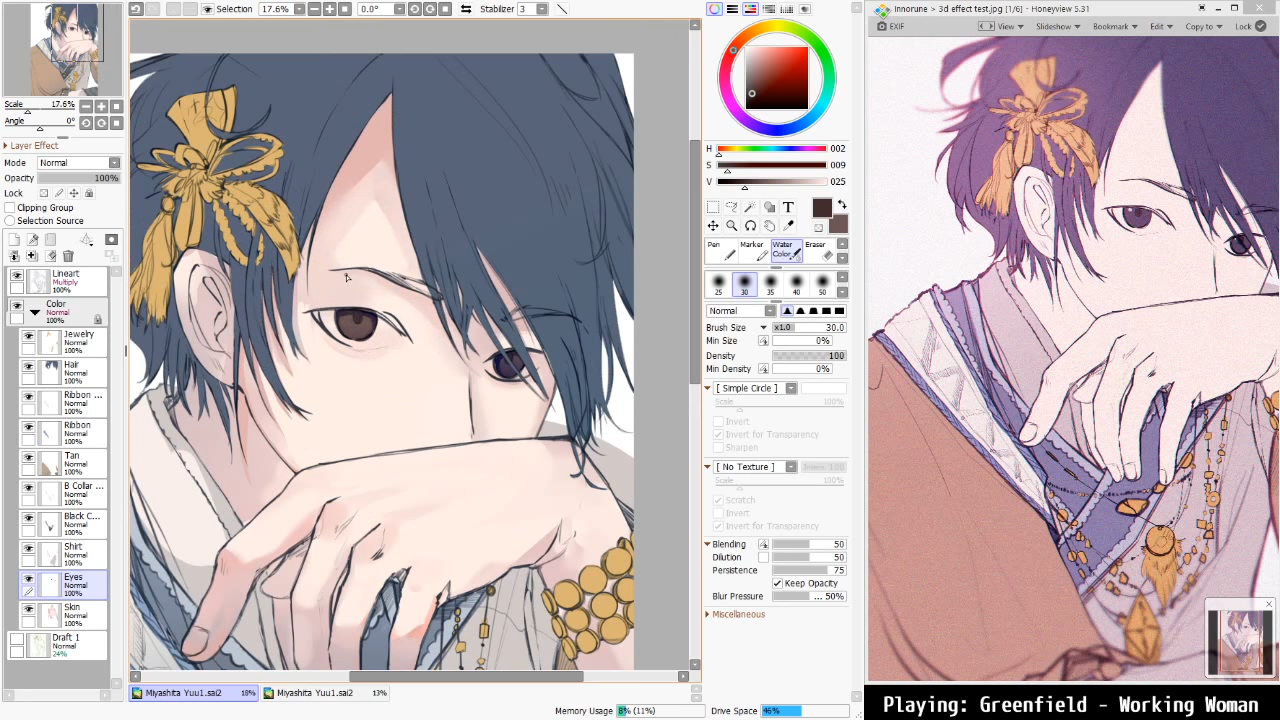 Selection
17.6%
0.0°
Stabilizer
3
Innorune > 3d effect test.jpg [1/6] - Honeyview 5.31
EXIF
View
Slideshow
Bookmark
Edit
Copy to
Lock
Scale
17.6%
Angle
0°
Layer Effect
Mode
Normal
Opacity
100%
Lock
Clipping Group
Selection Source
Lineart
Multiply
100%
Color
Normal
100%
Jewelry
Normal
100%
Hair
Normal
100%
Ribbon ...
Normal
100%
Ribbon
Normal
100%
Tan
Normal
100%
B Collar ...
Normal
100%
Black C...
Normal
100%
Shirt
Normal
100%
Eyes
Normal
100%
Skin
Normal
100%
Draft 1
24%
H
002
S
009
V
025
T
Pen
Marker
Water
Color
Eraser
25
30
35
40
50
Normal
Brush Size
x1.0
30.0
Min Size
0%
Density
100
Min Density
0%
[ Simple Circle ]
Scale
100%
Invert
Invert for Transparency
Sharpen
[ No Texture ]
Scale
100%
Scratch
Invert
Invert for Transparency
Blending
50
Dilution
50
Persistence
75
Keep Opacity
Blur Pressure
... 50%
Miscellaneous
Miyashita Yuu1.sai2
18%
Miyashita Yuu1.sai2
13%
Memory Usage
8% (11%)
Drive Space
46%
Playing: Greenfield - Working Woman